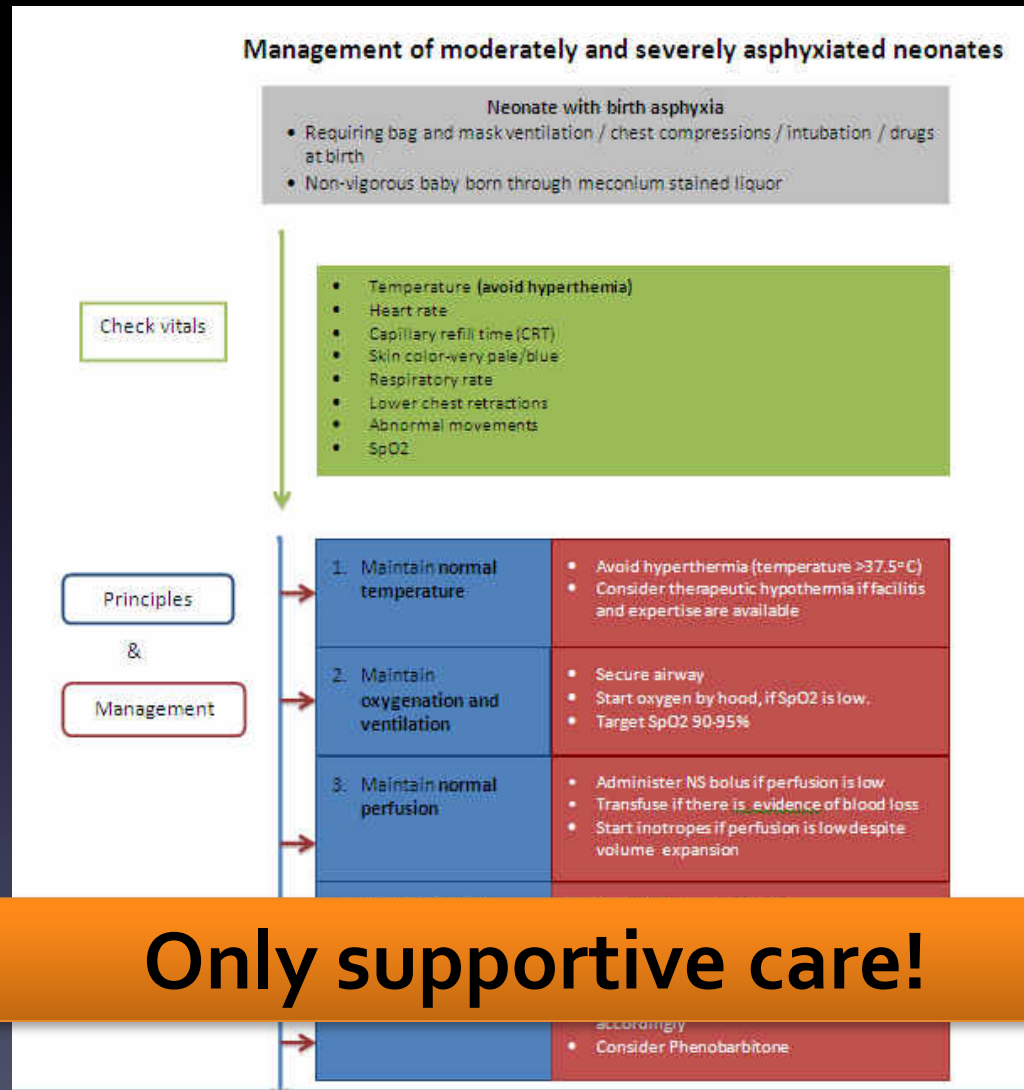 Management of moderately and severely asphyxiated neonates
Neonate with birth asphyxia
• Requiring bag and mask ventilation / chest compressions / intubation / drugs
at birth
• Non-vigorous baby born through meconium stained liquor
Check vitals
• Temperature (avoid hyperthemia)
• Heart rate
• Capillary refill time (CRT)
• Skin color-very pale/blue
• Respiratory rate
• Lower chest retractions
• Abnormal movements
• SpO2
Principles
&
Management
1. Maintain normal
temperature
• Avoid hyperthermia (temperature >37.5°C)
• Consider therapeutic hypothermia if facilitis
and expertise are available
2. Maintain
oxygenation and
ventilation
• Secure airway
• Start oxygen by hood, if SpO2 is low.
• Target SpO2 90-95%
3. Maintain normal
perfusion
• Administer NS bolus if perfusion is low
• Transfuse if there is evidence of blood loss
• Start inotropes if perfusion is low despite
volume expansion
Only supportive care!
accordingly
• Consider Phenobarbitone